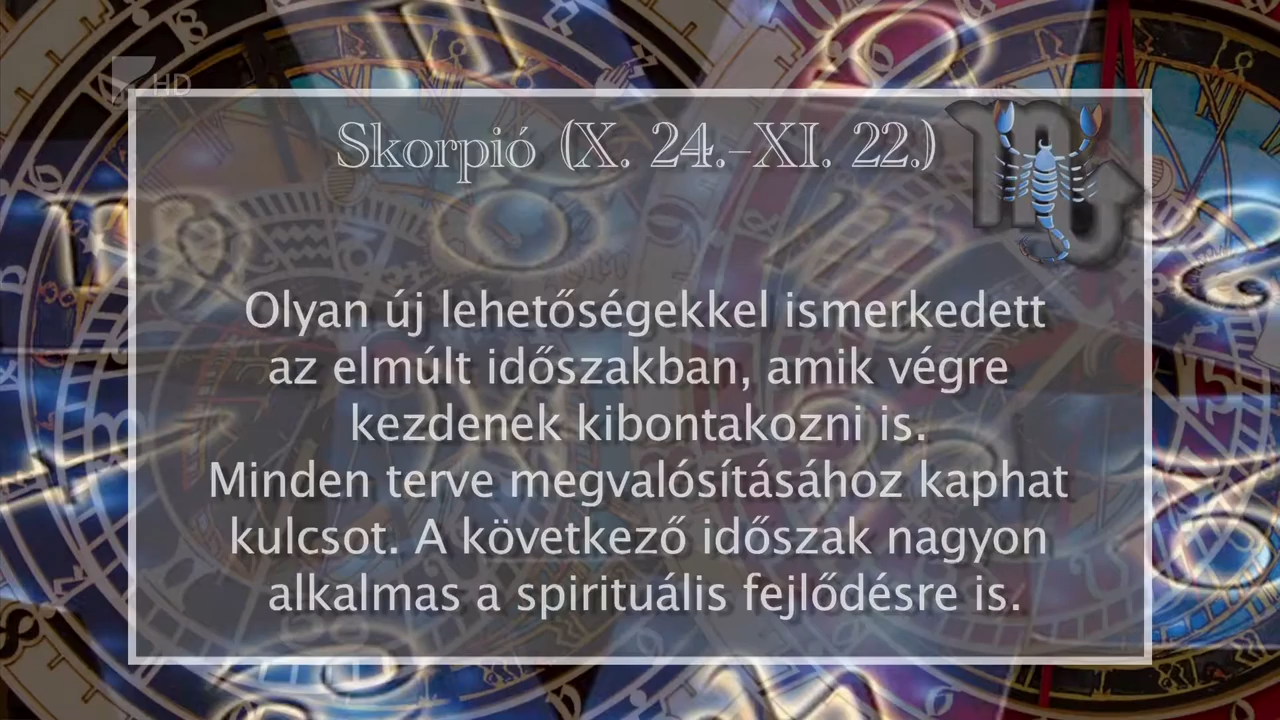 HD
Skorpió (X. 24.–XI. 22.)
Olyan új lehetőségekkel ismerkedett
az elmúlt időszakban, amik végre
kezdenek kibontakozni is.
Minden terve megvalósításához kaphat
kulcsot. A következő időszak nagyon
alkalmas a spirituális fejlődésre is.